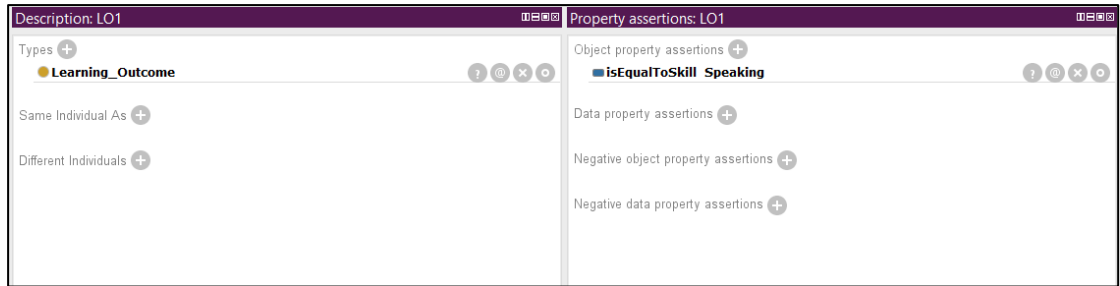 Description: LO1
Types
Learning_Outcome
Same Individual As
Different Individuals
Property assertions: LO1
Object property assertions
isEqualToSkill Speaking
Data property assertions
Negative object property assertions
Negative data property assertions